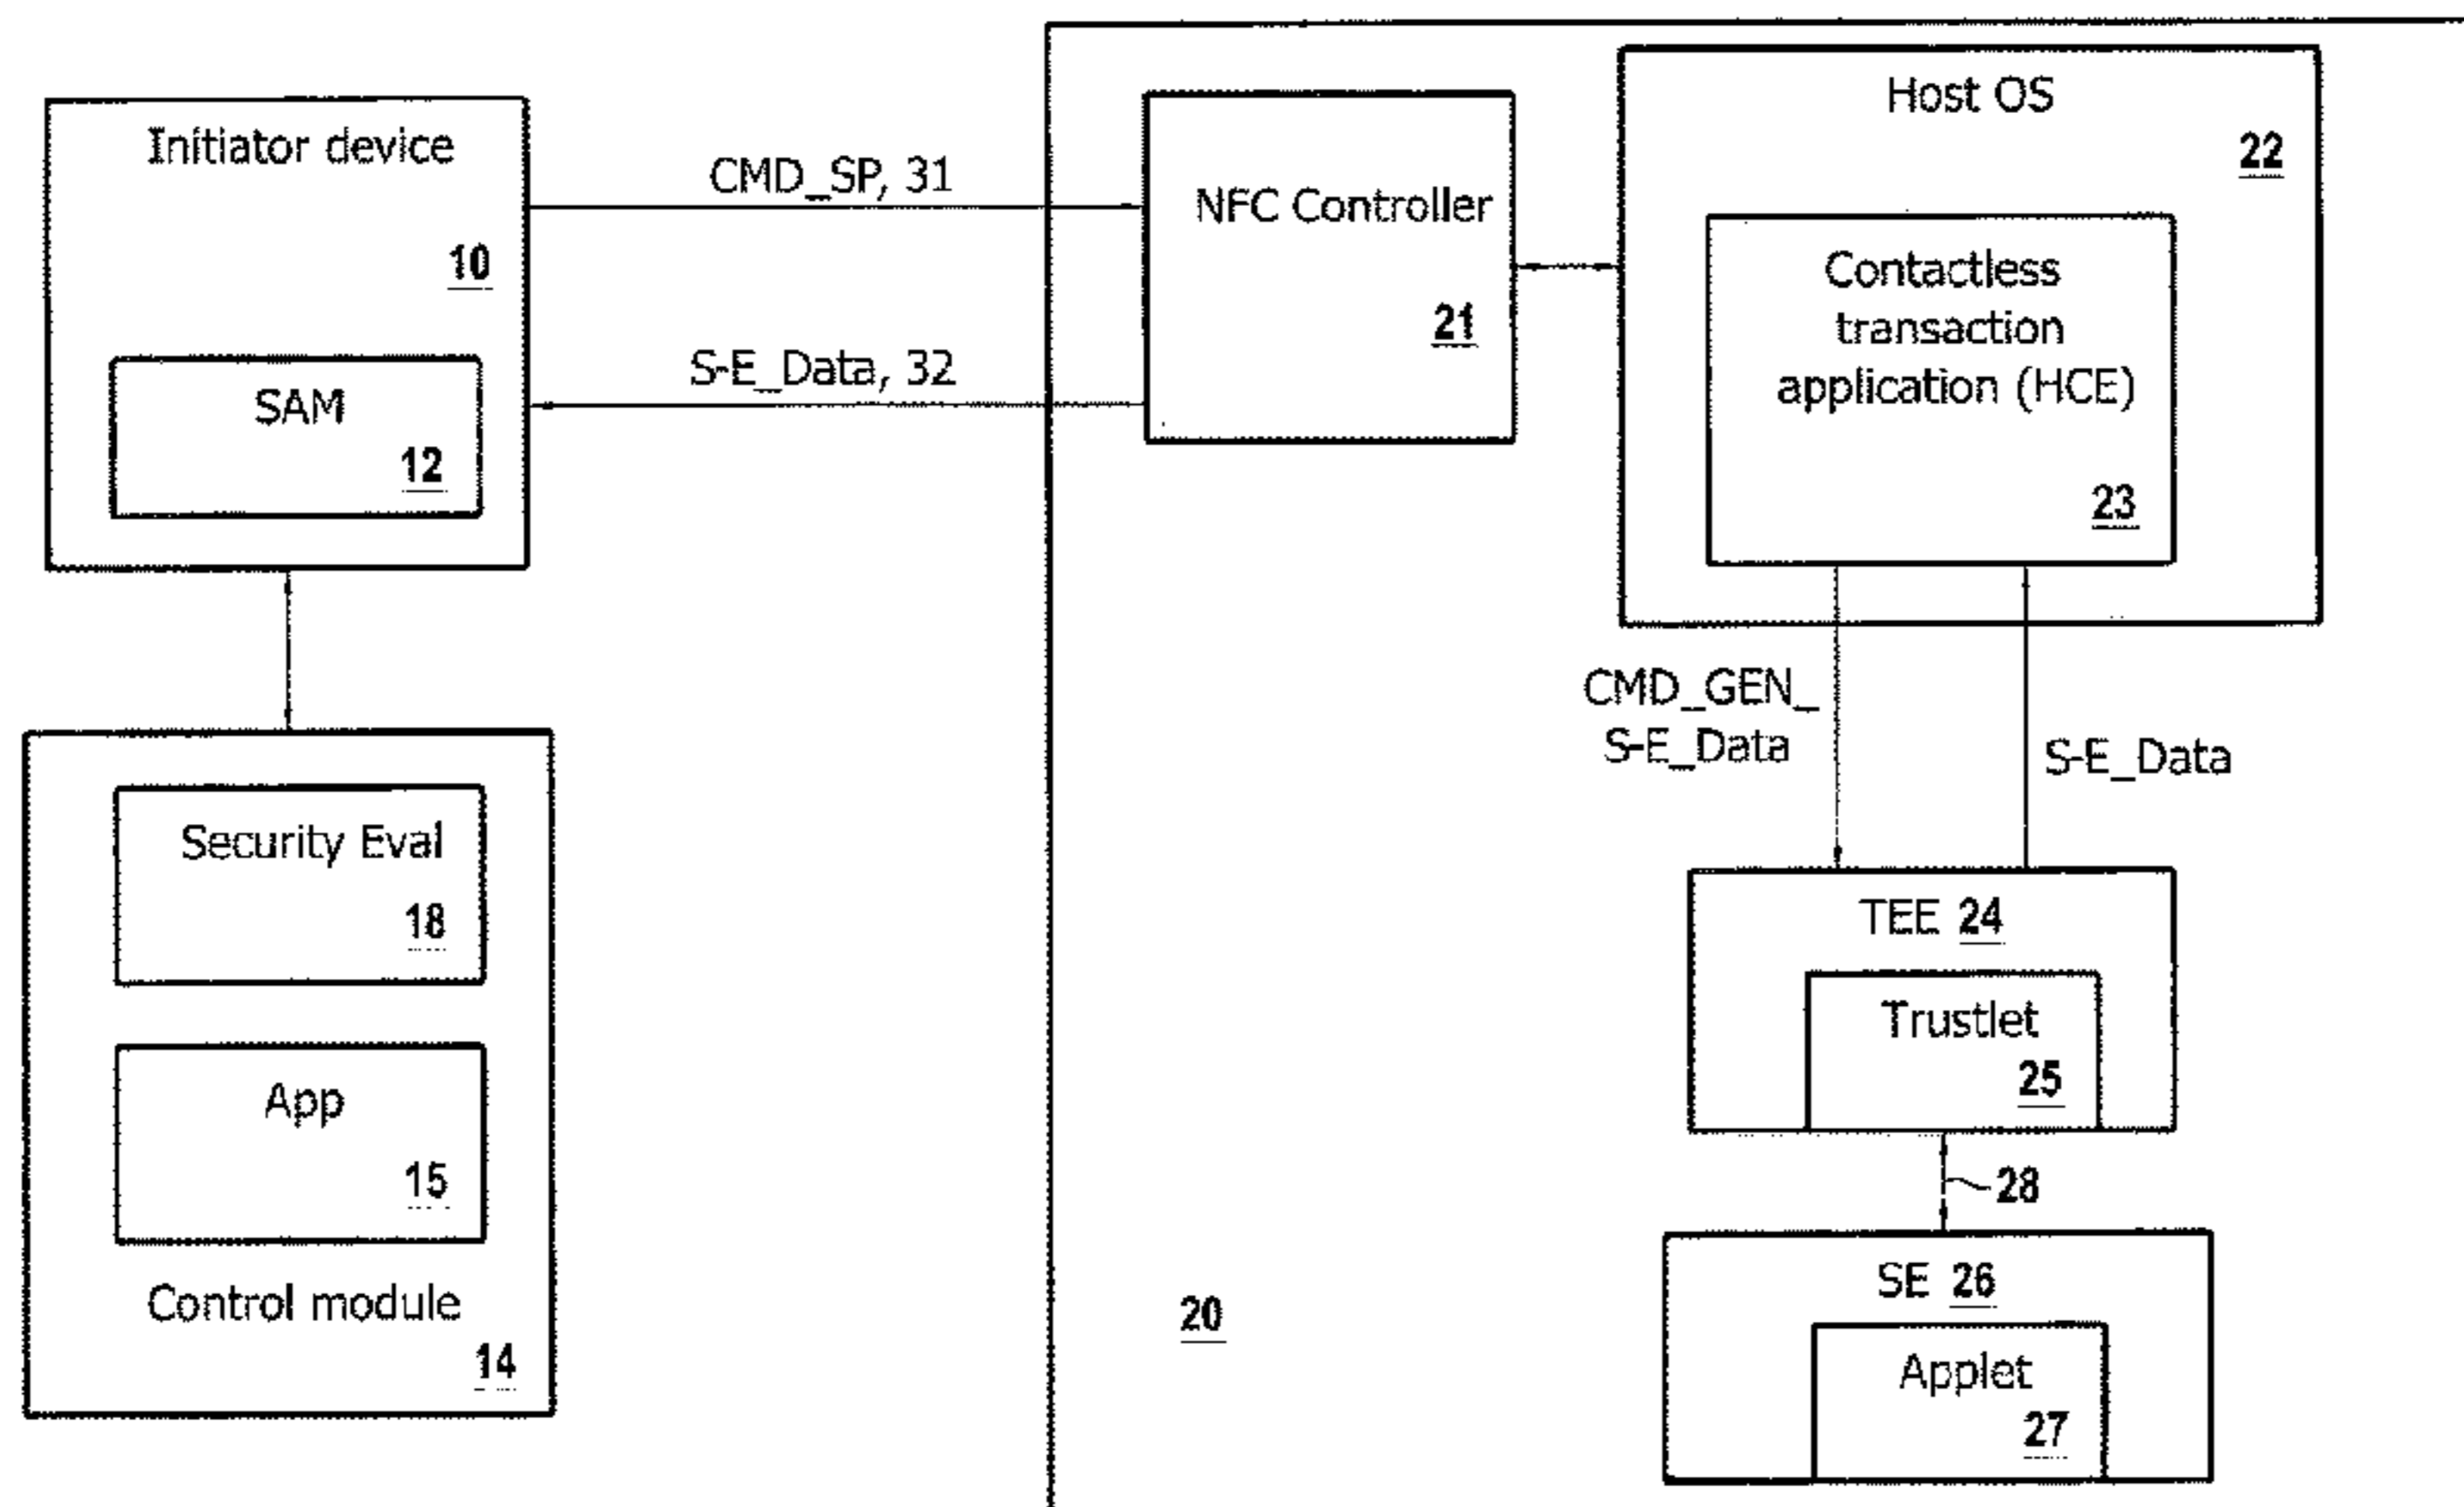 Initiator device
10
SAM
12
CMD_SP, 31
S-E_Data, 32
NFC Controller
21
Host OS
22
Contactless
transaction
application (HCE)
23
CMD_GEN_
S-E_Data
S-E_Data
Security Eval
18
App
15
Control module
14
TEE 24
Trustlet
25
28
SE 26
Applet
27
20